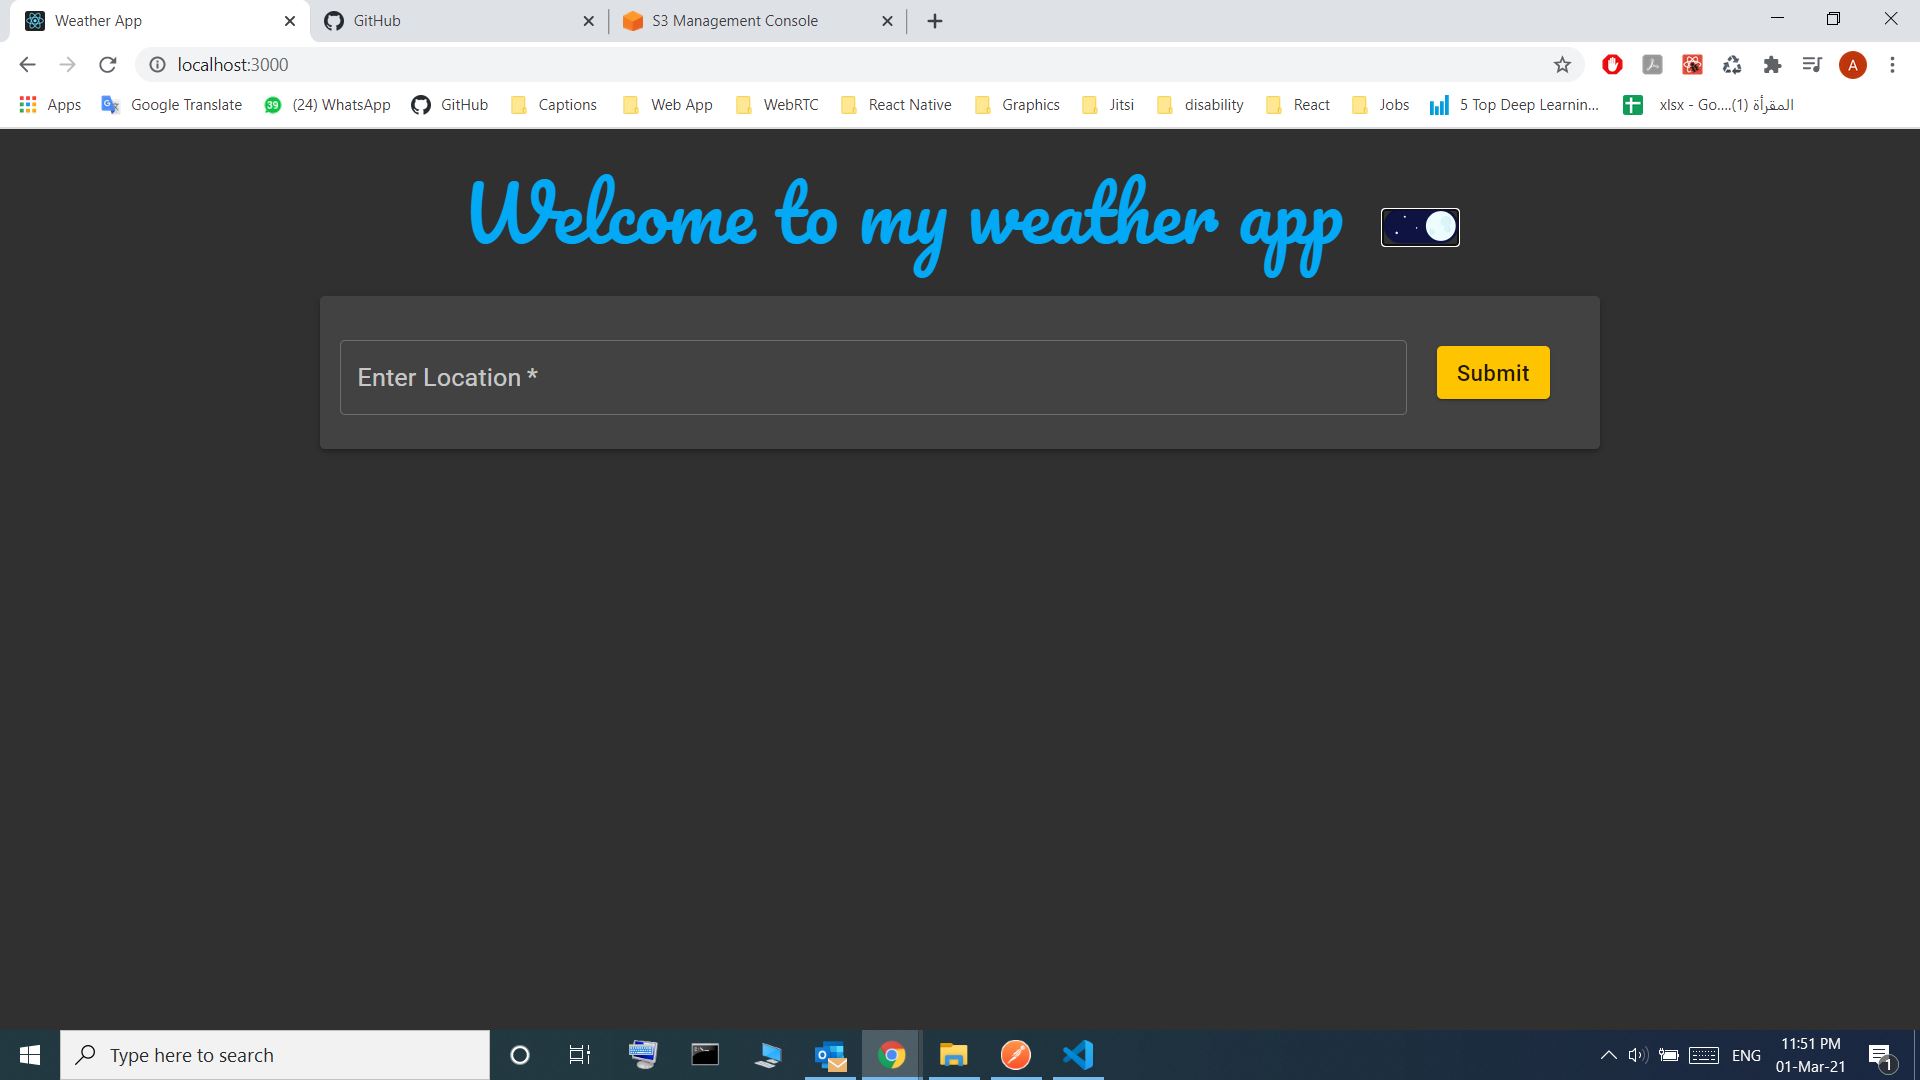 Weather App
GitHub
S3 Management Console
localhost:3000
A
Apps
Google Translate
39
(24) WhatsApp
GitHub
Captions
Web App
WebRTC
React Native
Graphics
Jitsi
disability
React
Jobs
5 Top Deep Learnin...
المقرأة (1).xlsx - Go...
Welcome to my weather app
Enter Location *
Submit
Type here to search
ENG
11:51 PM
01-Mar-21
1